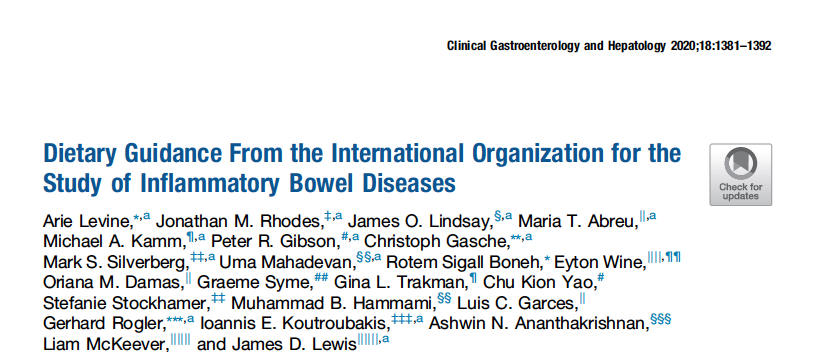 Clinical Gastroenterology and Hepatology 2020;18:1381–1392
Dietary Guidance From the International Organization for the
Study of Inflammatory Bowel Diseases
Check for
updates
Arie Levine,*,a Jonathan M. Rhodes,‡,a James O. Lindsay,§,a Maria T. Abreu,||,a
Michael A. Kamm,¶,a Peter R. Gibson,#,a Christoph Gasche,**,a
Mark S. Silverberg,‡‡,a Uma Mahadevan,§§,a Rotem Sigall Boneh,* Eyton Wine,||||,¶¶
Oriana M. Damas,|| Graeme Syme,## Gina L. Trakman,¶ Chu Kion Yao,#
Stefanie Stockhamer,‡‡ Muhammad B. Hammami,§§ Luis C. Garces,||
Gerhard Rogler,***,a Ioannis E. Koutroubakis,‡‡‡,a Ashwin N. Ananthakrishnan,§§§
Liam McKeever,|||||| and James D. Lewis||||||,a